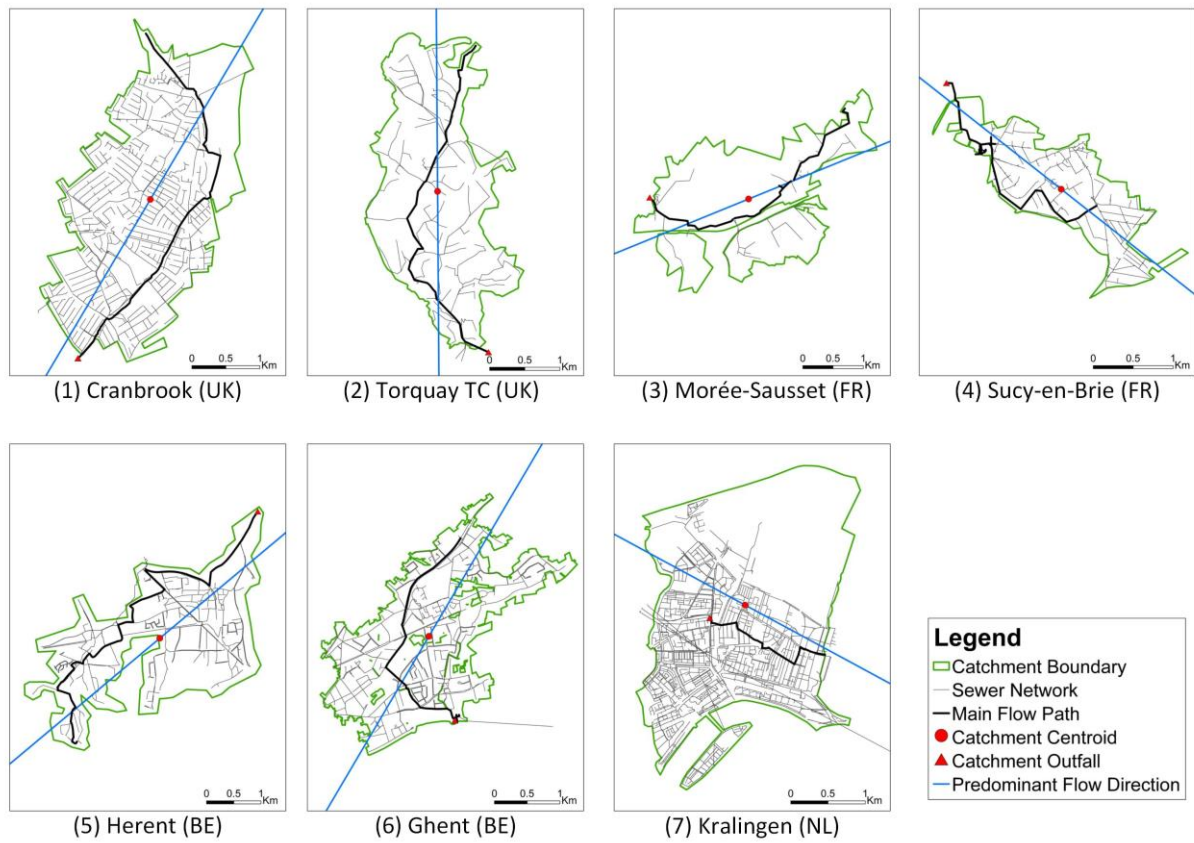 0 0.5 1
Km
(1) Cranbrook (UK)
0 0.5 1
Km
(2) Torquay TC (UK)
0 0.5 1
Km
(3) Morée-Sausset (FR)
0 0.5 1
Km
(4) Sucy-en-Brie (FR)
0 0.5 1
Km
(5) Herent (BE)
0 0.5 1
Km
(6) Ghent (BE)
0 0.5 1
Km
(7) Kralingen (NL)
Legend
Catchment Boundary
Sewer Network
Main Flow Path
Catchment Centroid
Catchment Outfall
Predominant Flow Direction